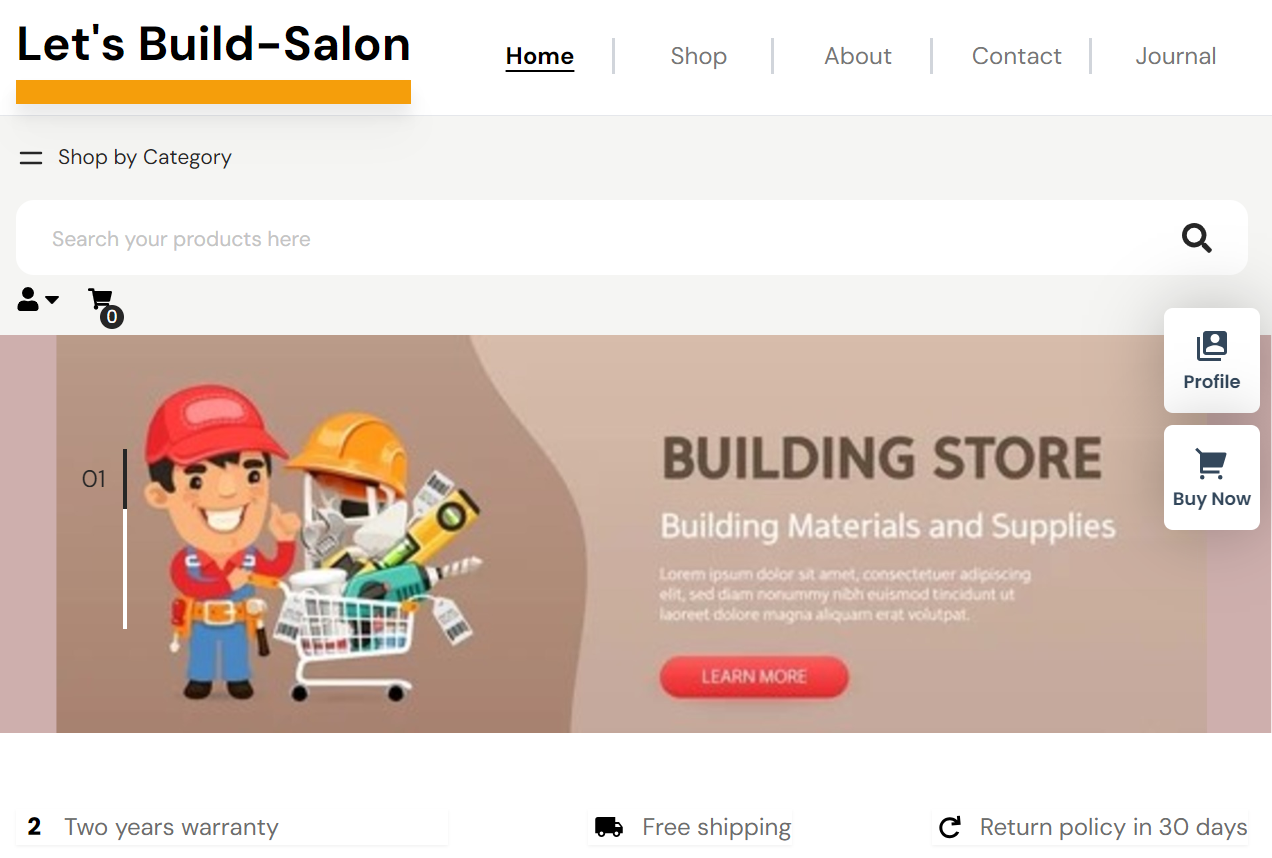 Let's Build-Salon
Home
Shop
About
Contact
Journal
Shop by Category
Search your products here
0
Profile
Buy Now
01
BUILDING STORE
Building Materials and Supplies
Lorem ipsum dolor sit amet, consectetuer adipiscing
elit, sed diam nonummy nibh euismod tincidunt ut
laoreet dolore magna aliquam erat volutpat.
LEARN MORE
2 Two years warranty
Free shipping
Return policy in 30 days